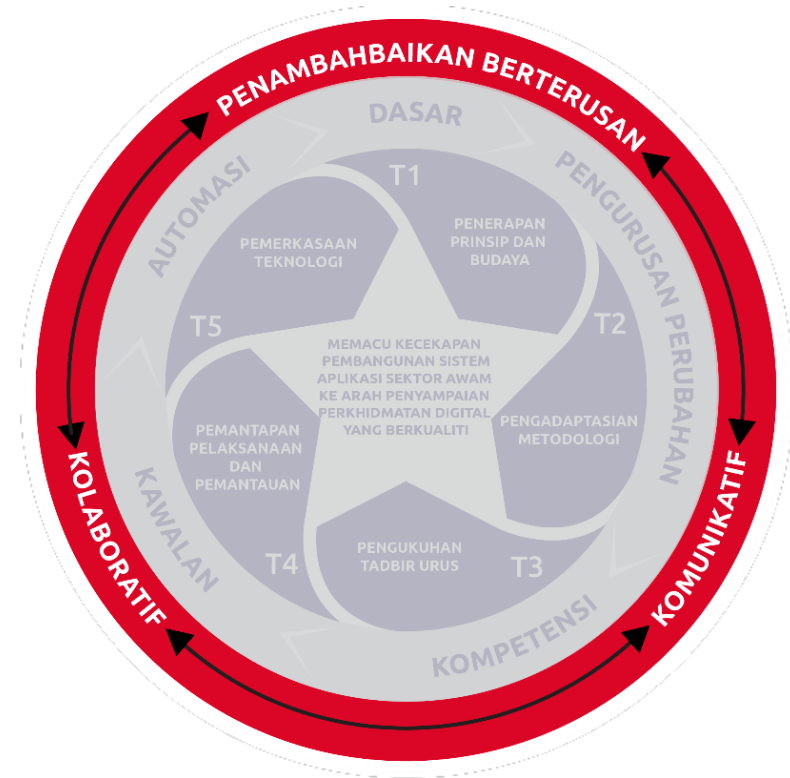 PENAMBAHBAIKAN BERTERUSAN
DASAR
AUTOMASI
PENGURUSAN PERUBAHAN
T1
PENERAPAN
PRINSIP DAN
BUDAYA
PEMERKASAAN
TEKNOLOGI
T5
T2
MEMACU KECEKAPAN
PEMBANGUNAN SISTEM
APLIKASI SEKTOR AWAM
KE ARAH PENYAMPAIAN
PERKHIDMATAN DIGITAL
YANG BERKUALITI
PENGADAPTASIAN
METODOLOGI
PEMANTAPAN
PELAKSANAAN
DAN
PEMANTAUAN
PENGUKUHAN
TADBIR URUS
T4
T3
KAWALAN
KOMPETENSI
KOLABORATIF
KOMUNIKATIF